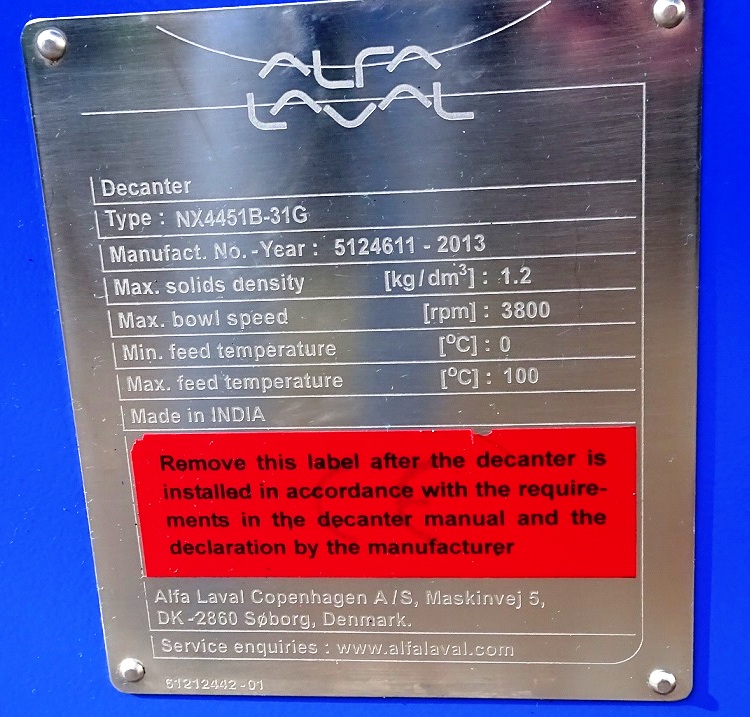 ALFA
LAVAL
Decanter
Type : NX4451B-31G
Manufact. No. -Year : 5124611 - 2013
Max. solids density [kg/dm³] : 1.2
Max. bowl speed [rpm] : 3800
Min. feed temperature [°C] : 0
Max. feed temperature [°C] : 100
Made in INDIA
Remove this label after the decanter is
installed in accordance with the require-
ments in the decanter manual and the
declaration by the manufacturer
Alfa Laval Copenhagen A/S, Maskinvej 5,
DK-2860 Søborg, Denmark.
Service enquiries : www.alfalaval.com
61212442-01